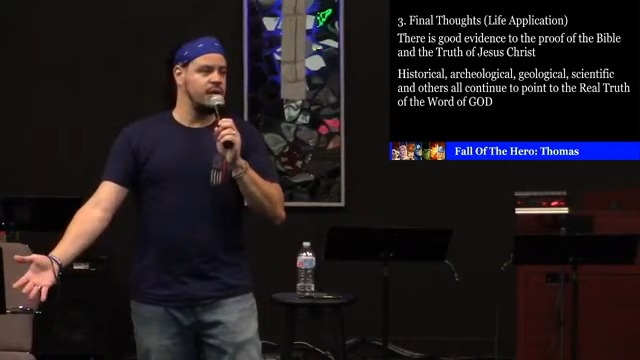 3. Final Thoughts (Life Application)
There is good evidence to the proof of the Bible
and the Truth of Jesus Christ
Historical, archeological, geological, scientific
and others all continue to point to the Real Truth
of the Word of GOD
Fall Of The Hero: Thomas